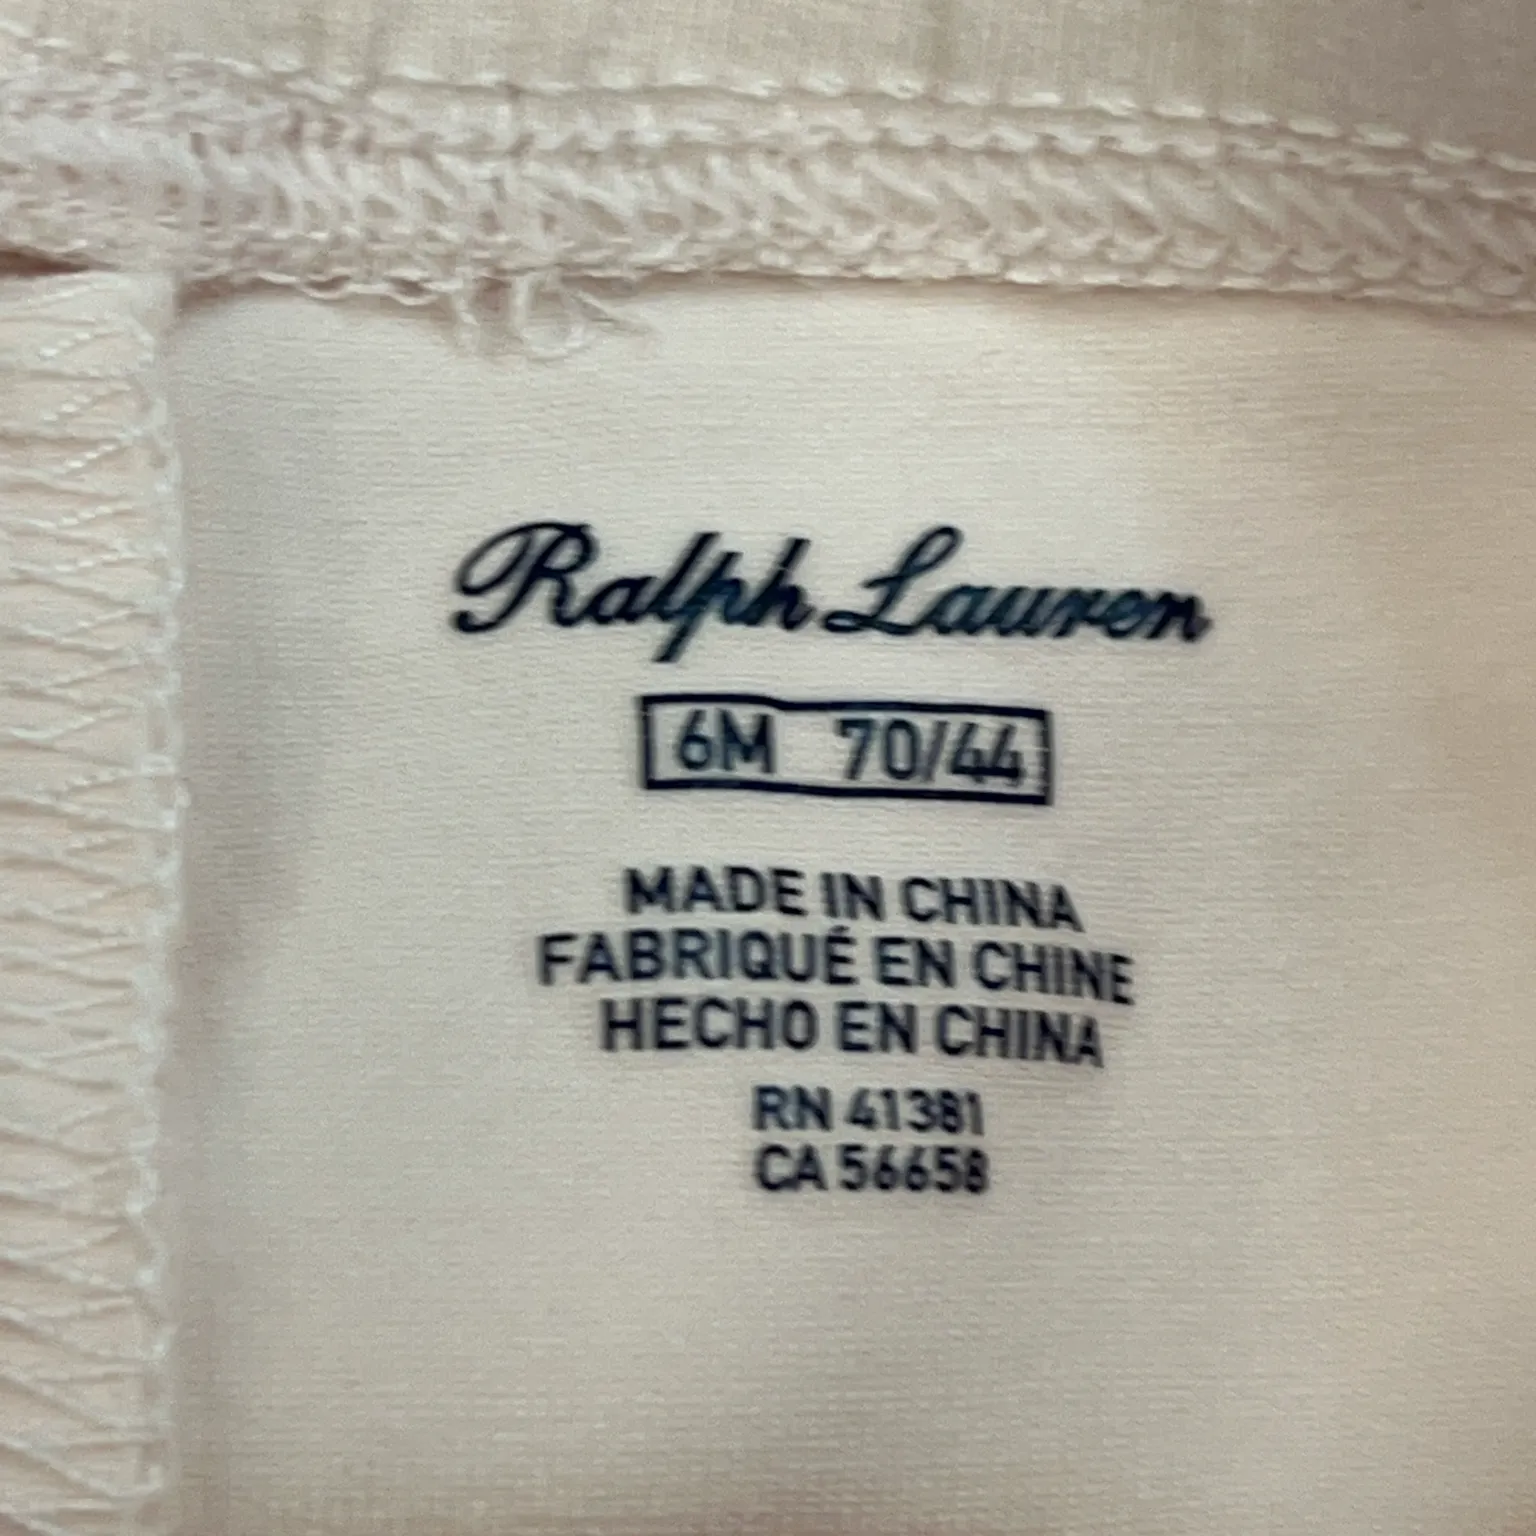 Ralph Lauren
6M 70/44
MADE IN CHINA
FABRIQUÉ EN CHINE
HECHO EN CHINA
RN 41381
CA 56658